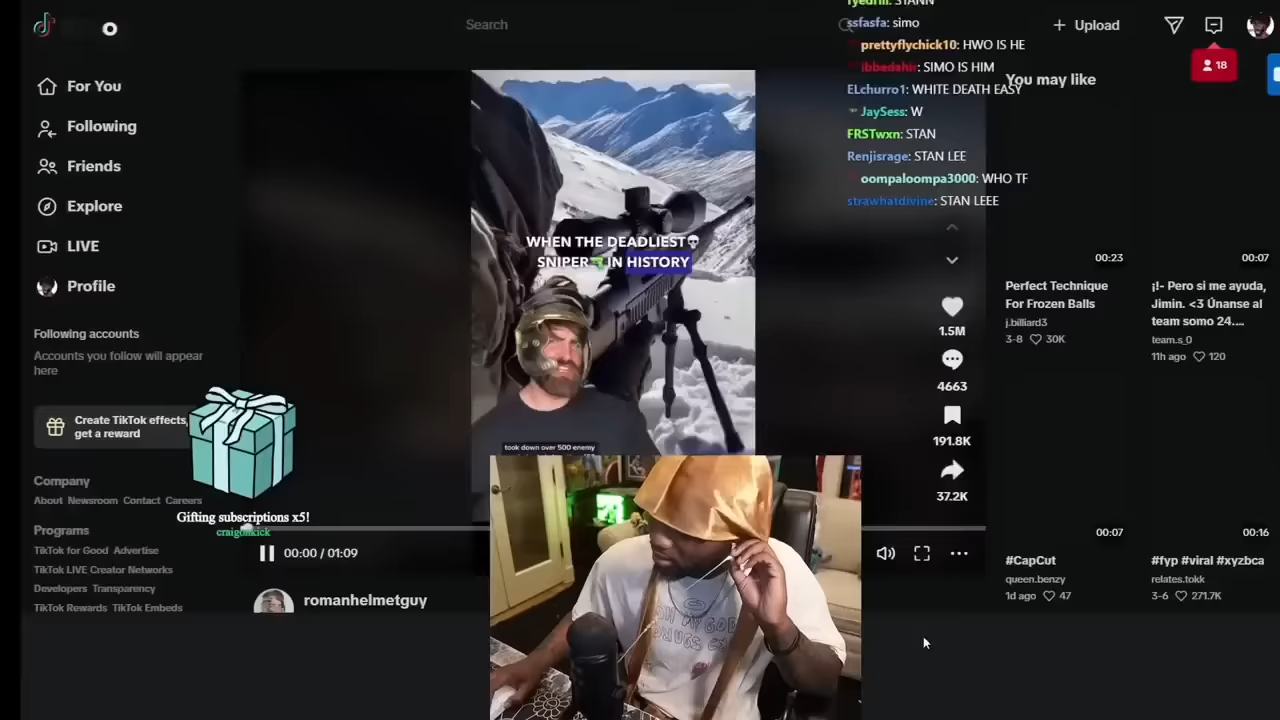 Search
Upload
18
For You
Following
Friends
Explore
LIVE
Profile
Following accounts
Accounts you follow will appear
here
Create TikTok effects,
get a reward
Company
About Newsroom Contact Careers
Programs
TikTok for Good Advertise
TikTok LIVE Creator Networks
Developers Transparency
TikTok Rewards TikTok Embeds
Gifting subscriptions x5!
craigonkick
WHEN THE DEADLIEST💀
SNIPER🔫 IN HISTORY
took down over 500 enemy
ssfasfa: simo
prettyflychick10: HWO IS HE
: SIMO IS HIM
ELchurro1: WHITE DEATH EASY
JaySess: W
FRSTwxn: STAN
Renjisrage: STAN LEE
oompaloompa3000: WHO TF
strawhatdivine: STAN LEEE
1.5M
4663
191.8K
37.2K
00:00 / 01:09
romanhelmetguy
OH MY GOD
You may like
00:23
Perfect Technique
For Frozen Balls
j.billiard3
3-8 30K
00:07
¡!- Pero si me ayuda,
Jimin. <3 Únanse al
team somo 24....
team.s_0
11h ago 120
00:07
#CapCut
queen.benzy
1d ago 47
00:16
#fyp #viral #xyzbca
relates.tokk
3-6 271.7K